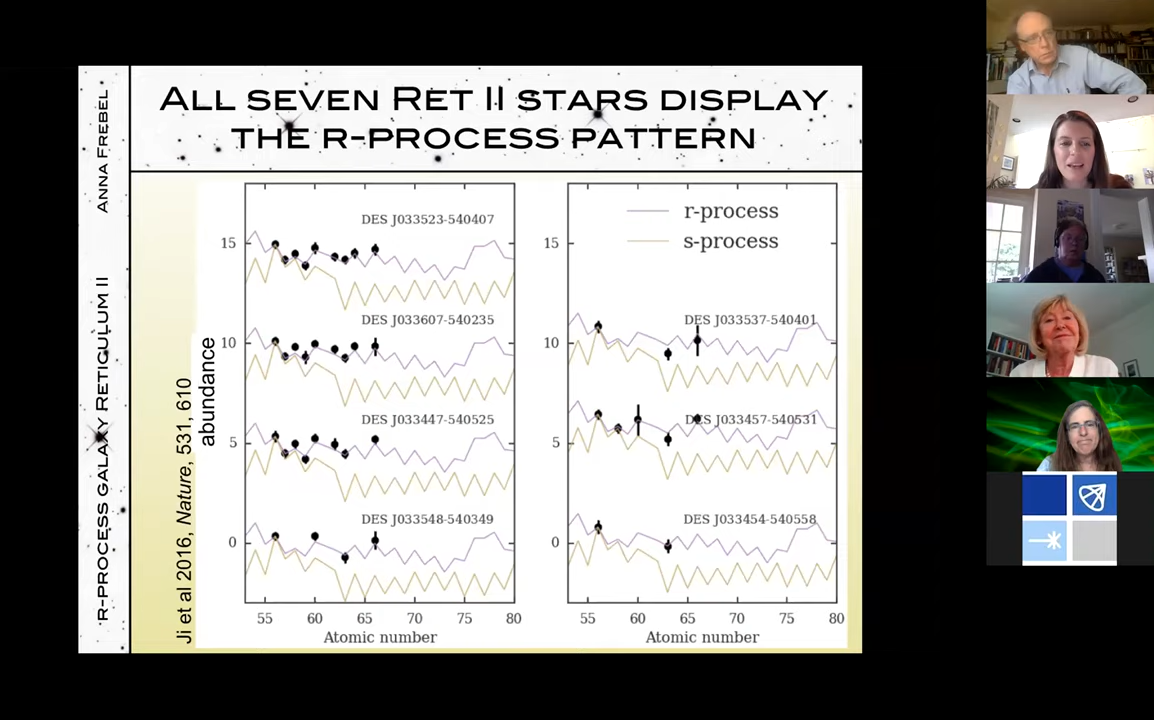 ALL SEVEN RET II STARS DISPLAY
THE R-PROCESS PATTERN
R-PROCESS GALAXY RETICULUM II
ANNA FREBEL
Ji et al 2016, Nature, 531, 610
abundance
DES J033523-540407
DES J033607-540235
DES J033447-540525
DES J033548-540349
15
10
5
0
55 60 65 70 75 80
Atomic number
r-process
s-process
DES J033537-540401
DES J033457-540531
DES J033454-540558
15
10
5
0
55 60 65 70 75 80
Atomic number